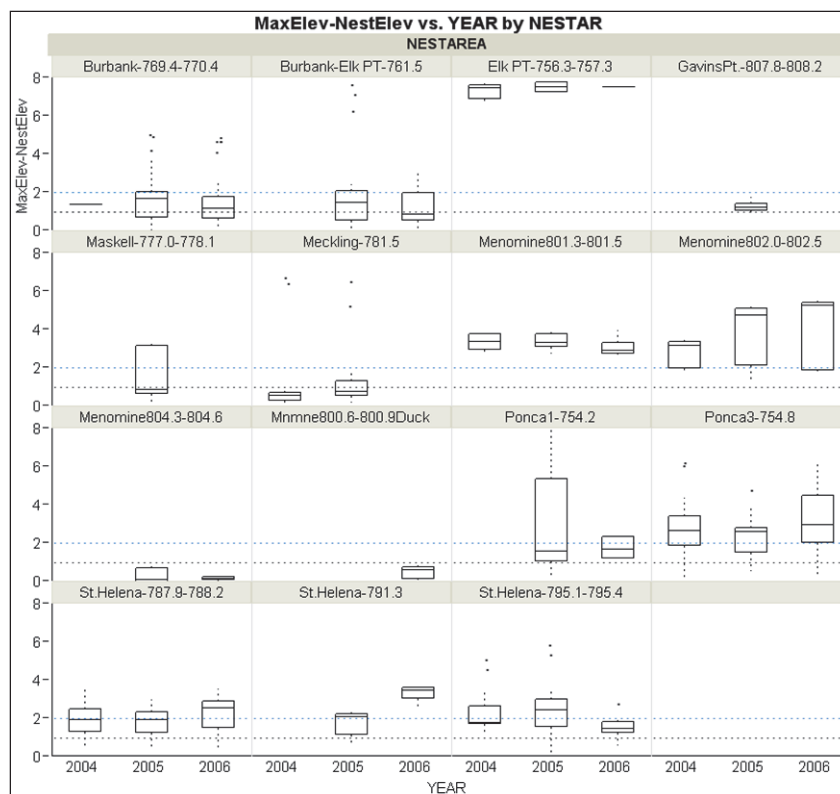 MaxElev-NestElev vs. YEAR by NESTAR
NESTAREA
Burbank-769.4-770.4 Burbank-Elk PT-761.5 Elk PT-756.3-757.3 GavinsPt.-807.8-808.2
8
6
4
2
0
MaxElev-NestElev
Maskell-777.0-778.1 Meckling-781.5 Menomine801.3-801.5 Menomine802.0-802.5
8
6
4
2
0
Menomine804.3-804.6 Mnmne800.6-800.9Duck Ponca1-754.2 Ponca3-754.8
8
6
4
2
0
St.Helena-787.9-788.2 St.Helena-791.3 St.Helena-795.1-795.4
8
6
4
2
0
2004 2005 2006 2004 2005 2006 2004 2005 2006 2004 2005 2006
YEAR